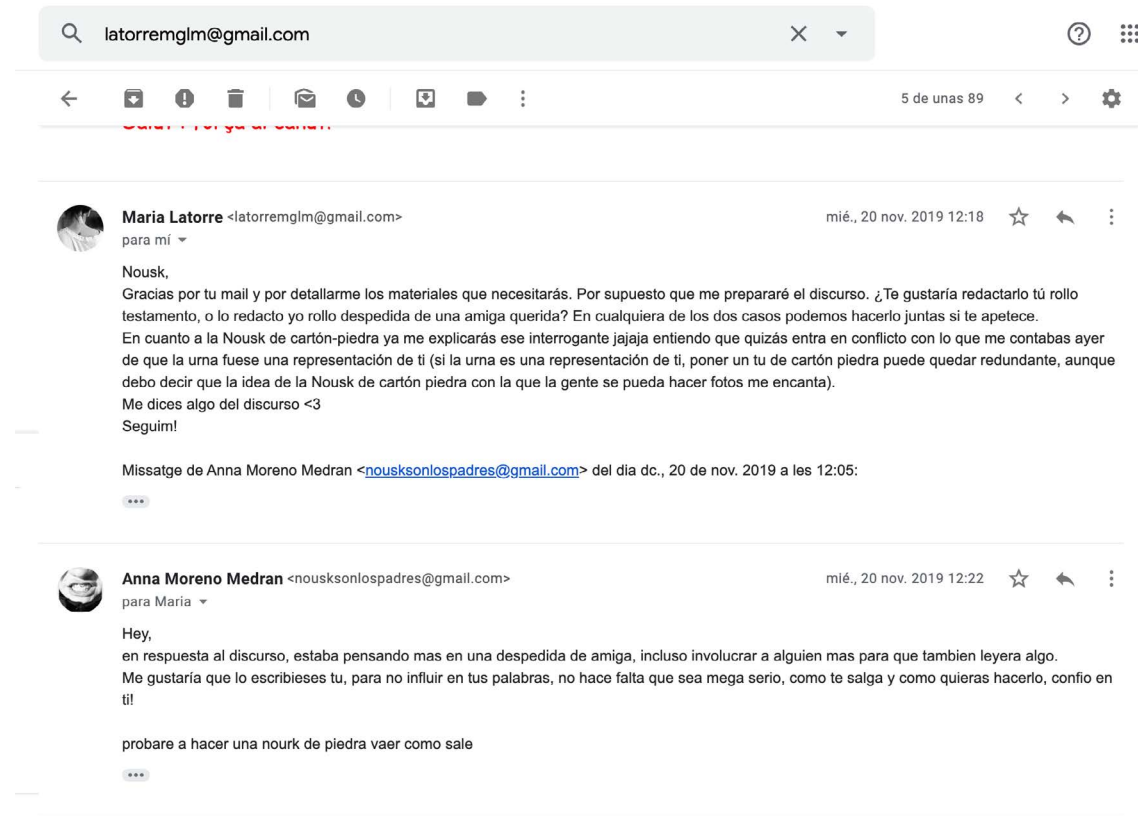 latorremglm@gmail.com
5 de unas 89
Maria Latorre <latorremglm@gmail.com>
mié., 20 nov. 2019 12:18
para mí
Nousk,
Gracias por tu mail y por detallarme los materiales que necesitarás. Por supuesto que me prepararé el discurso. ¿Te gustaría redactarlo tú rollo
testamento, o lo redacto yo rollo despedida de una amiga querida? En cualquiera de los dos casos podemos hacerlo juntas si te apetece.
En cuanto a la Nousk de cartón-piedra ya me explicarás ese interrogante jajaja entiendo que quizás entra en conflicto con lo que me contabas ayer
de que la urna fuese una representación de ti (si la urna es una representación de ti, poner un tu de cartón piedra puede quedar redundante, aunque
debo decir que la idea de la Nousk de cartón piedra con la que la gente se pueda hacer fotos me encanta).
Me dices algo del discurso <3
Seguim!
Missatge de Anna Moreno Medran <nousksonlospadres@gmail.com> del dia dc., 20 de nov. 2019 a les 12:05:
Anna Moreno Medran <nousksonlospadres@gmail.com>
mié., 20 nov. 2019 12:22
para Maria
Hey,
en respuesta al discurso, estaba pensando mas en una despedida de amiga, incluso involucrar a alguien mas para que tambien leyera algo.
Me gustaría que lo escribieses tu, para no influir en tus palabras, no hace falta que sea mega serio, como te salga y como quieras hacerlo, confio en
ti!
probare a hacer una nourk de piedra vaer como sale